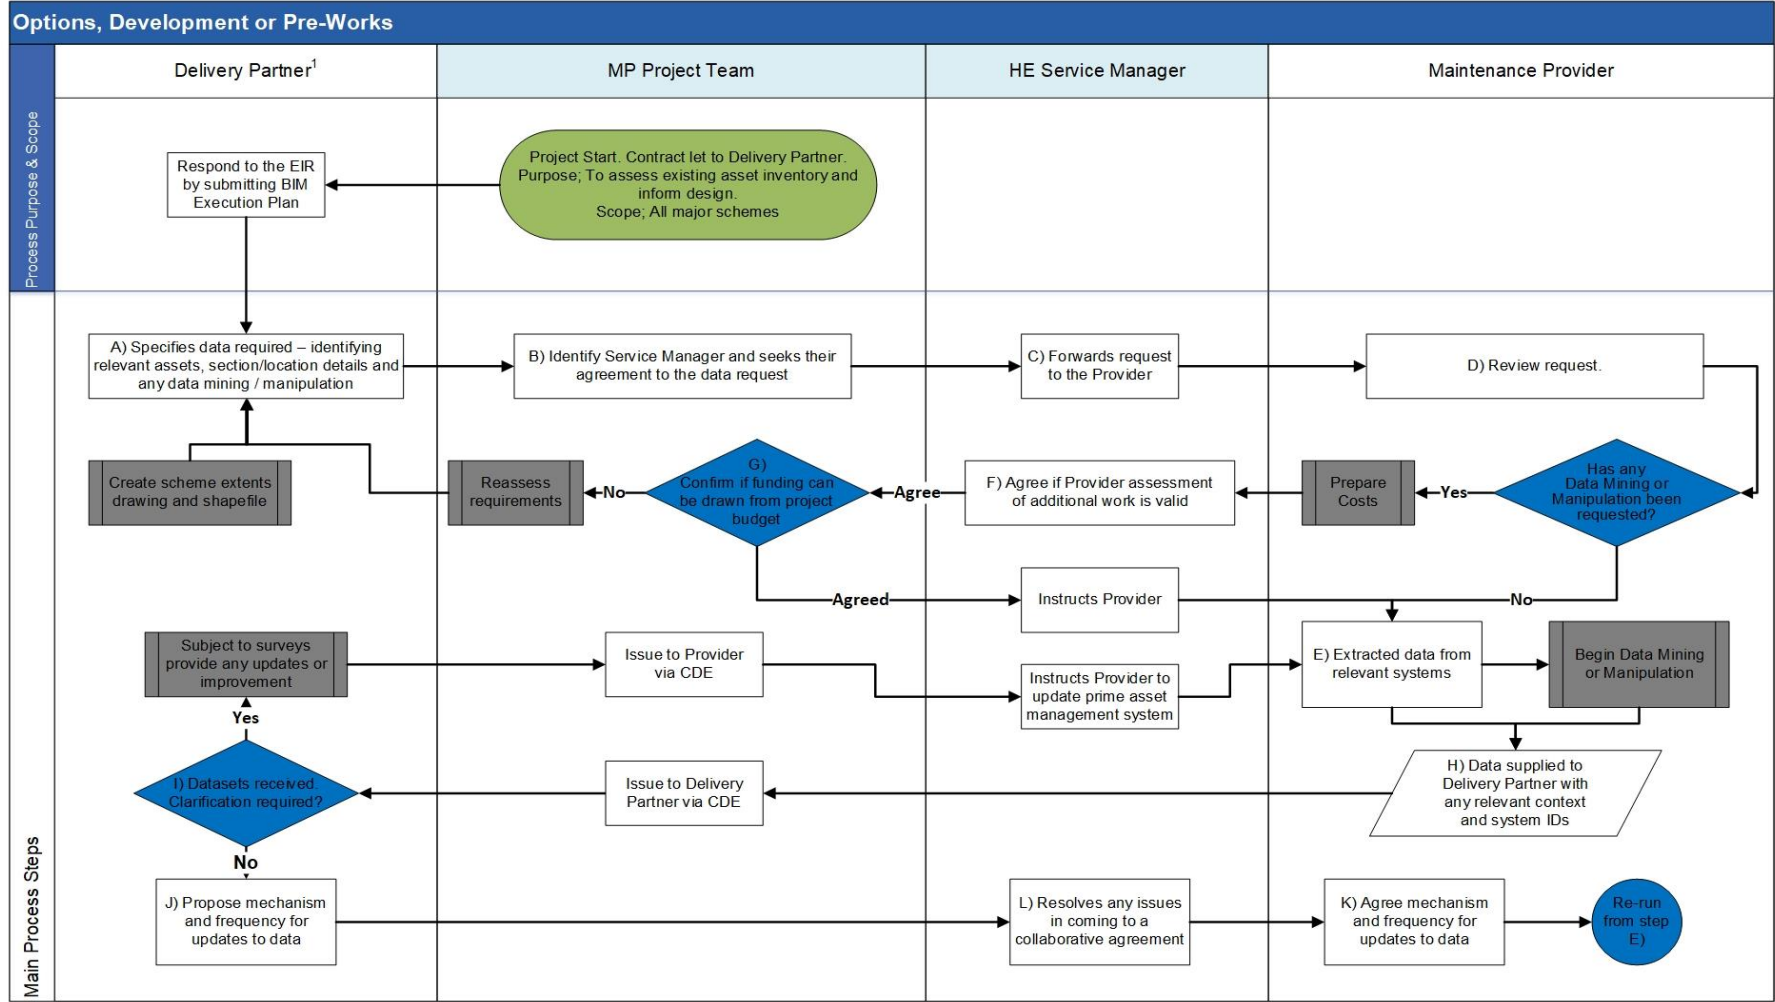 Options, Development or Pre-Works
Delivery Partner1
MP Project Team
HE Service Manager
Maintenance Provider
Process Purpose & Scope
Respond to the EIR
by submitting BIM
Execution Plan
Project Start. Contract let to Delivery Partner.
Purpose; To assess existing asset inventory and
inform design.
Scope; All major schemes
Main Process Steps
A) Specifies data required – identifying
relevant assets, section/location details and
any data mining / manipulation
B) Identify Service Manager and seeks their
agreement to the data request
C) Forwards request
to the Provider
D) Review request.
Create scheme extents
drawing and shapefile
Reassess
requirements
No
G)
Confirm if funding can
be drawn from project
budget
Agree
F) Agree if Provider assessment
of additional work is valid
Prepare
Costs
Yes
Has any
Data Mining or
Manipulation been
requested?
Agreed
Instructs Provider
No
Subject to surveys
provide any updates or
improvement
Issue to Provider
via CDE
Instructs Provider to
update prime asset
management system
E) Extracted data from
relevant systems
Begin Data Mining
or Manipulation
Yes
I) Datasets received.
Clarification required?
Issue to Delivery
Partner via CDE
H) Data supplied to
Delivery Partner with
any relevant context
and system IDs
No
J) Propose mechanism
and frequency for
updates to data
L) Resolves any issues
in coming to a
collaborative agreement
K) Agree mechanism
and frequency for
updates to data
Re-run
from step
E)